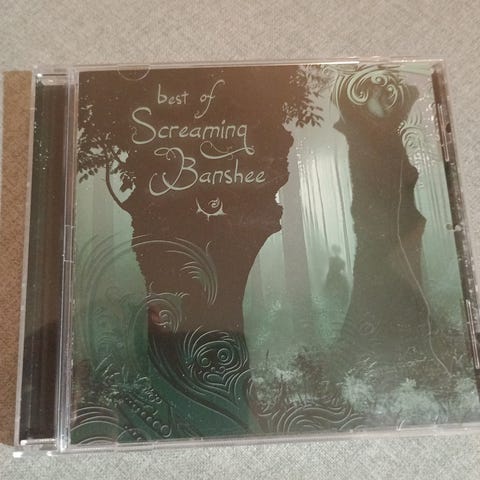 best of
Screaming
Banshee